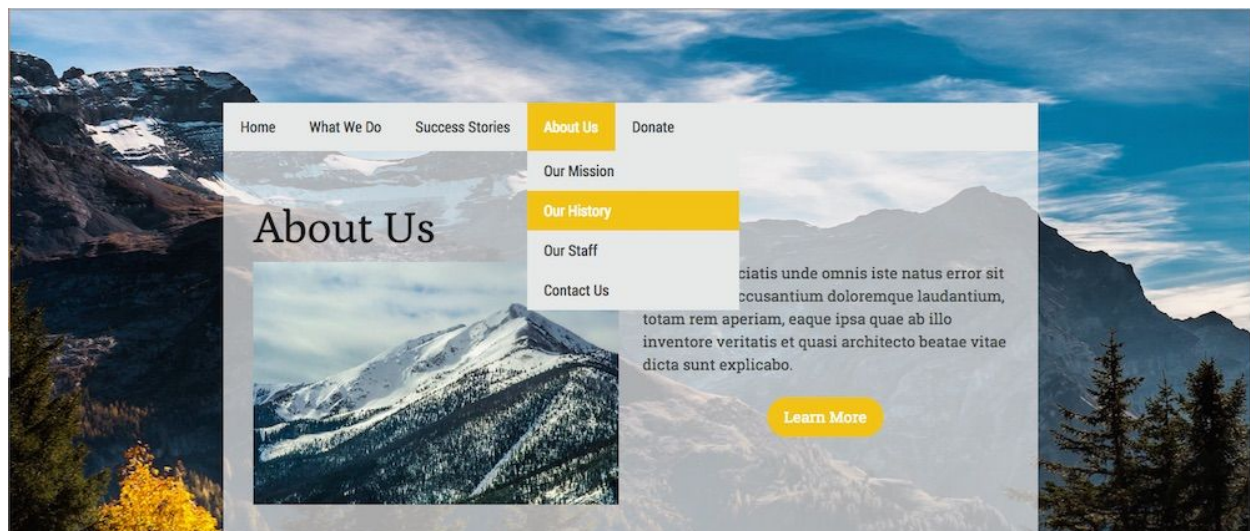 Home
What We Do
Success Stories
About Us
Donate
Our Mission
Our History
Our Staff
Contact Us
About Us
unde omnis iste natus error sit
doloremque laudantium,
totam rem aperiam, eaque ipsa quae ab illo
inventore veritatis et quasi architecto beatae vitae
dicta sunt explicabo.
Learn More